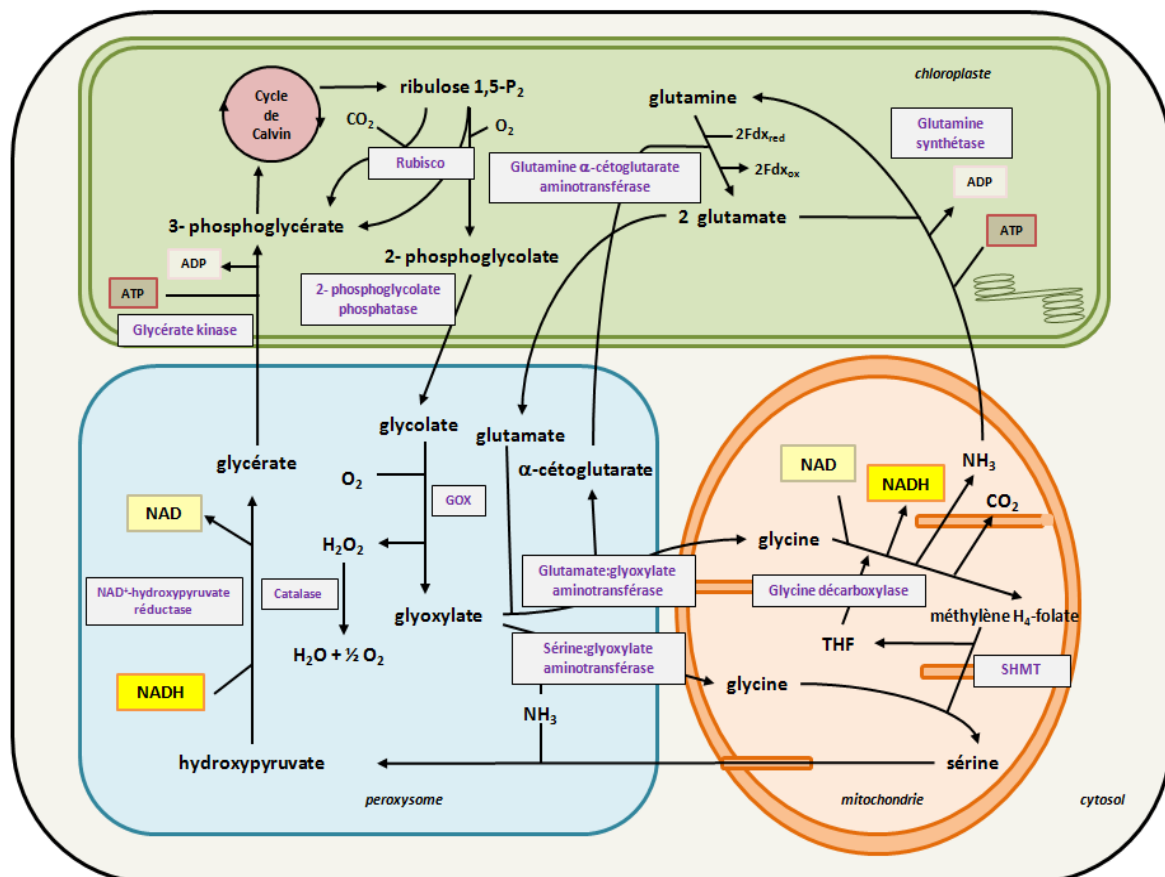 chloroplaste
Cycle
de
Calvin
ribulose 1,5-P2
CO2
O2
Rubisco
3- phosphoglycérate
2- phosphoglycolate
ADP
ATP
Glycérate kinase
2- phosphoglycolate
phosphatase
glutamine
2Fdxred
2Fdxox
Glutamine α-cétoglutarate
aminotransférase
2 glutamate
Glutamine
synthétase
ADP
ATP
glycolate
glutamate
α-cétoglutarate
glycérate
O2
GOX
NAD
H2O2
NAD+-hydroxypyruvate
réductase
Catalase
glyoxylate
H2O + ½ O2
NADH
hydroxypyruvate
Glutamate:glyoxylate
aminotransférase
Sérine:glyoxylate
aminotransférase
NH3
peroxysome
NAD
NADH
NH3
CO2
glycine
Glycine décarboxylase
méthylène H4-folate
THF
SHMT
glycine
sérine
mitochondrie
cytosol